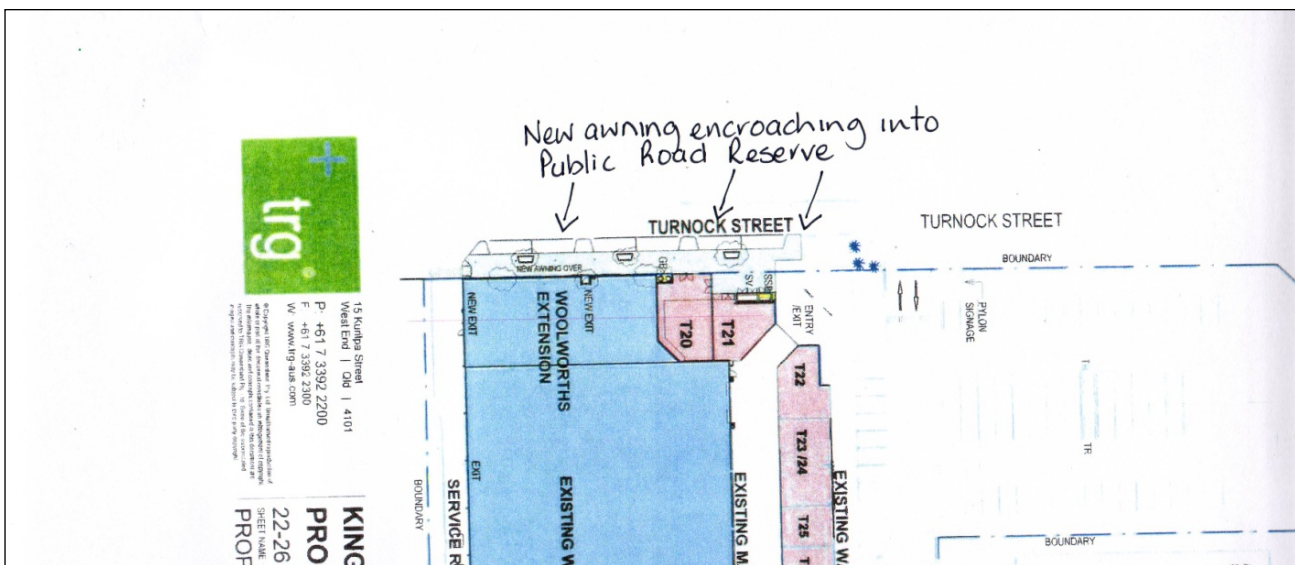 New awning encroaching into
Public Road Reserve
TURNOCK STREET
TURNOCK STREET
BOUNDARY
NEW AWNING OVER
PYLON
SIGNAGE
ENTRY
/EXIT
NEW EXIT
NEW EXIT
WOOLWORTHS
EXTENSION
T20
T21
T22
T23 /24
T25
TR
EXIT
EXISTING W
EXISTING M
EXISTING W
SERVICE R
BOUNDARY
BOUNDARY
trg
15 Kurilpa Street
West End | Qld | 4101
P: +61 7 3392 2200
F: +61 7 3392 2300
W: www.trg-aus.com
KING
PRO
22-26
SHEET NAME
PROP